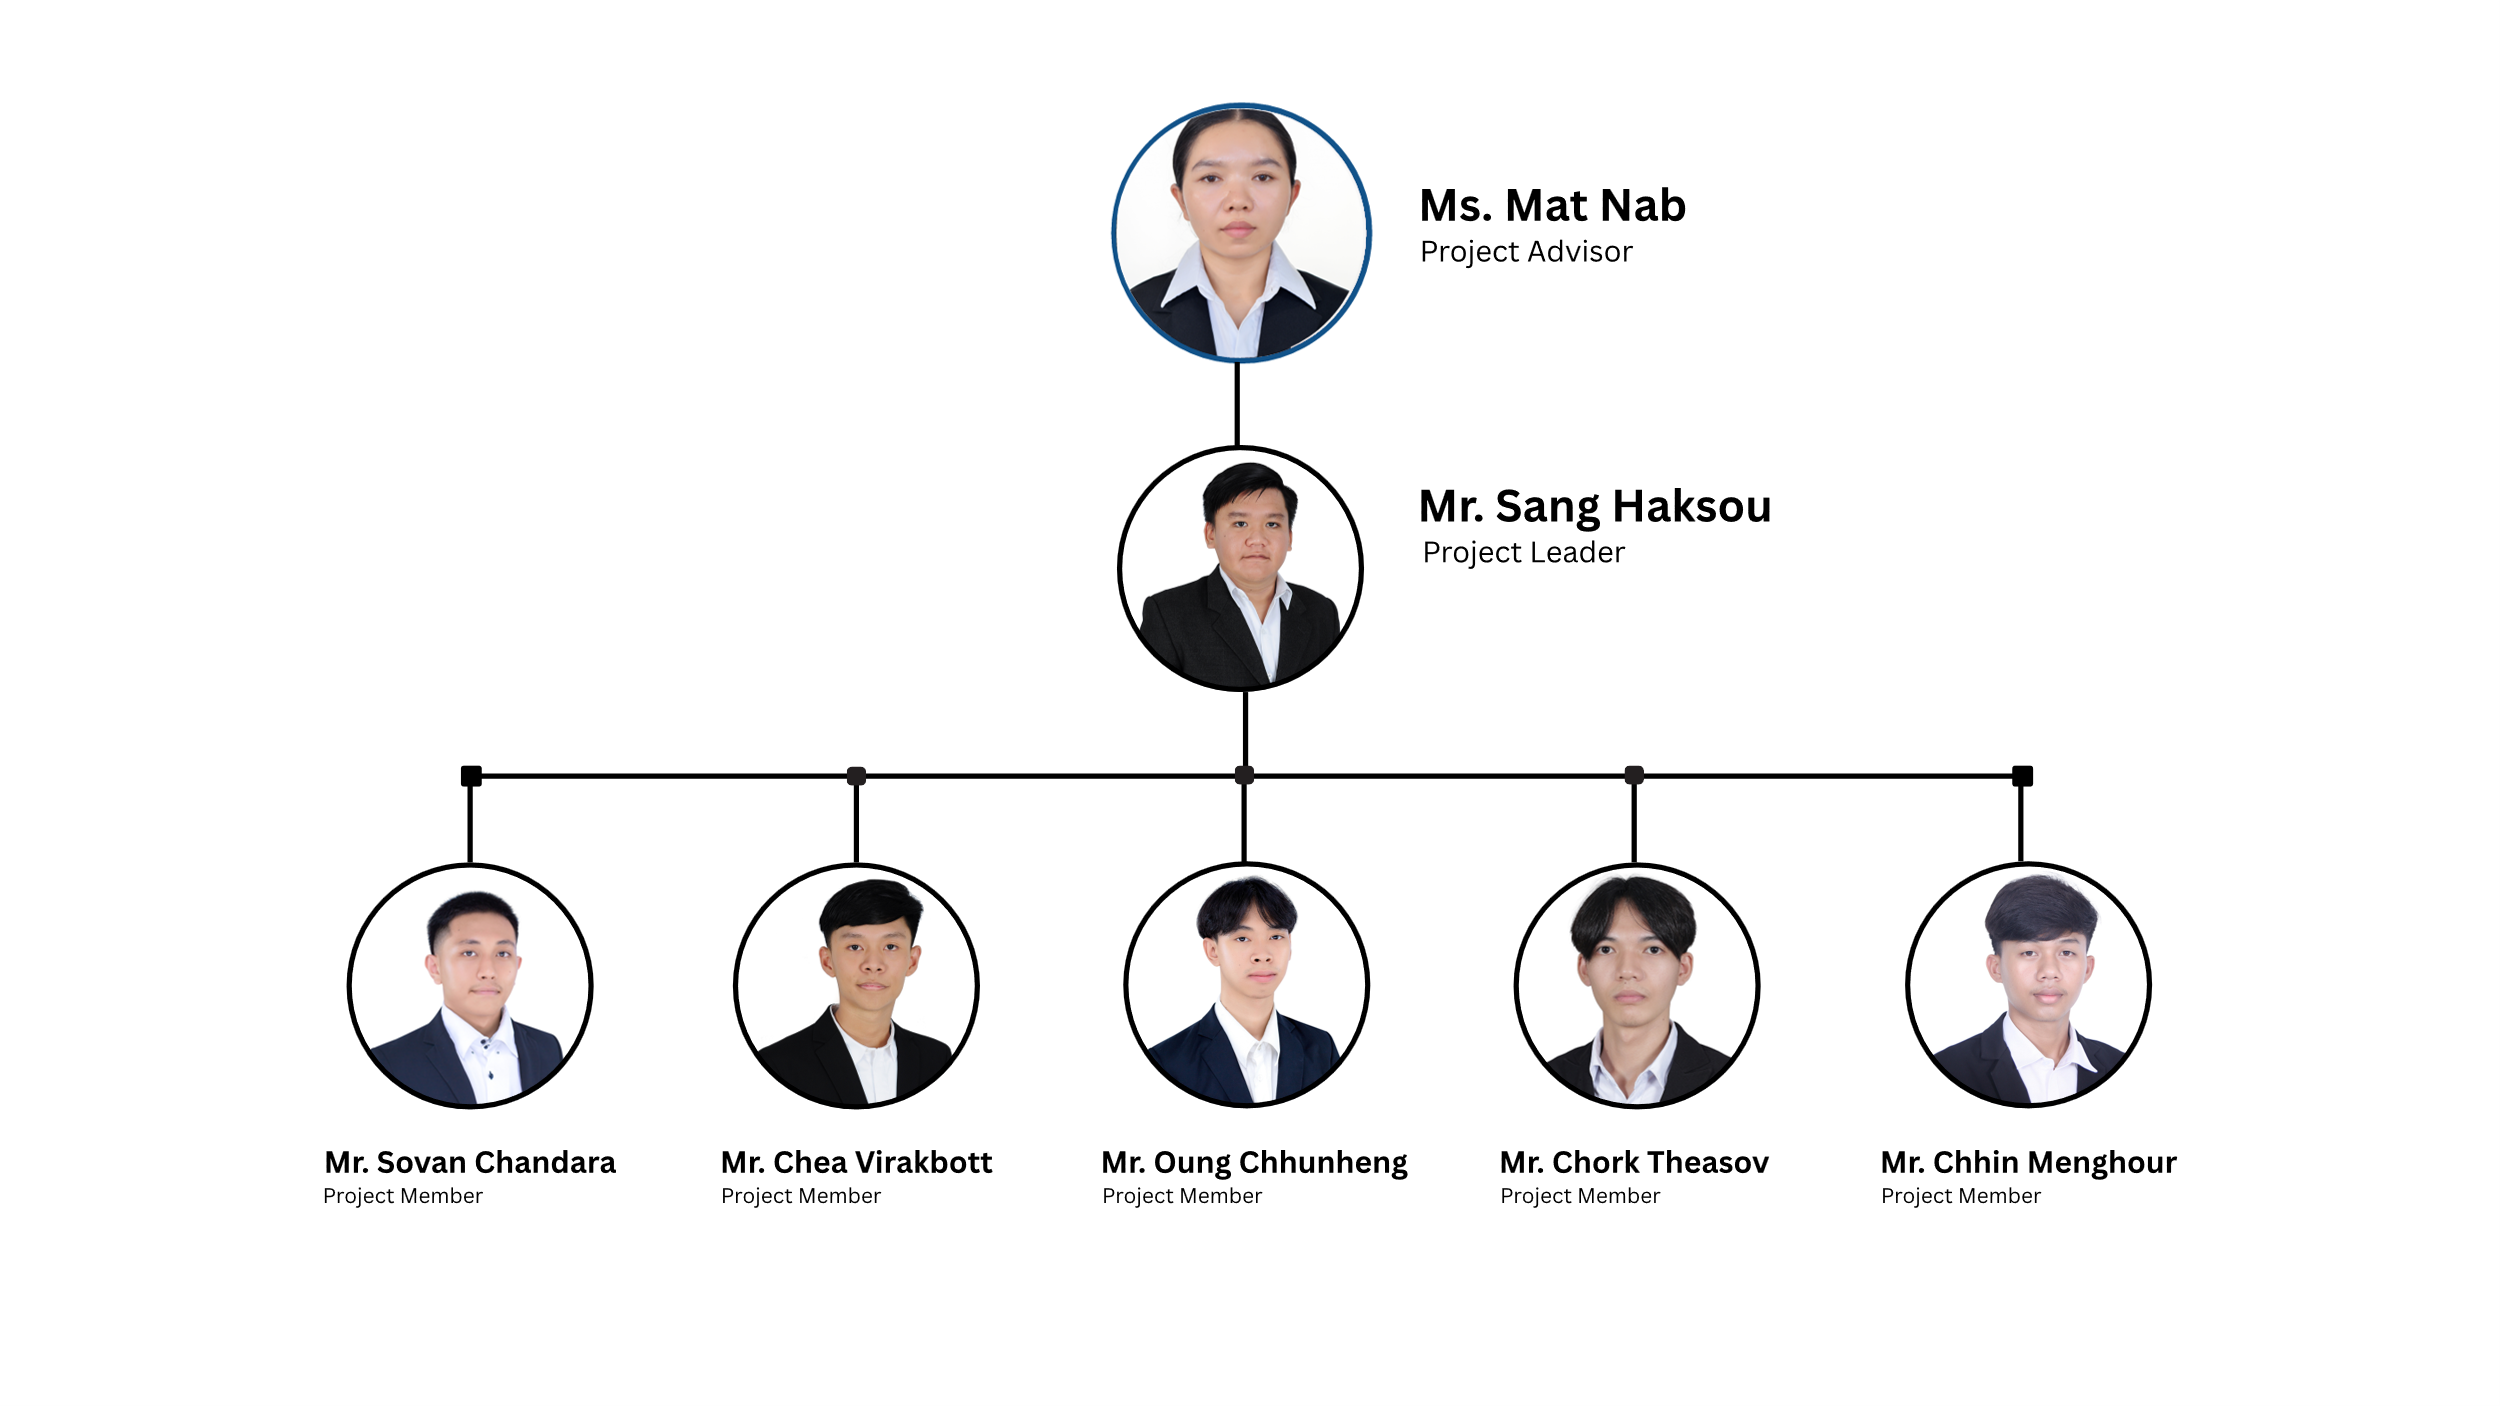 Ms. Mat Nab
Project Advisor
Mr. Sang Haksou
Project Leader
Mr. Sovan Chandara
Project Member
Mr. Chea Virakbott
Project Member
Mr. Oung Chhunheng
Project Member
Mr. Chork Theasov
Project Member
Mr. Chhin Menghour
Project Member